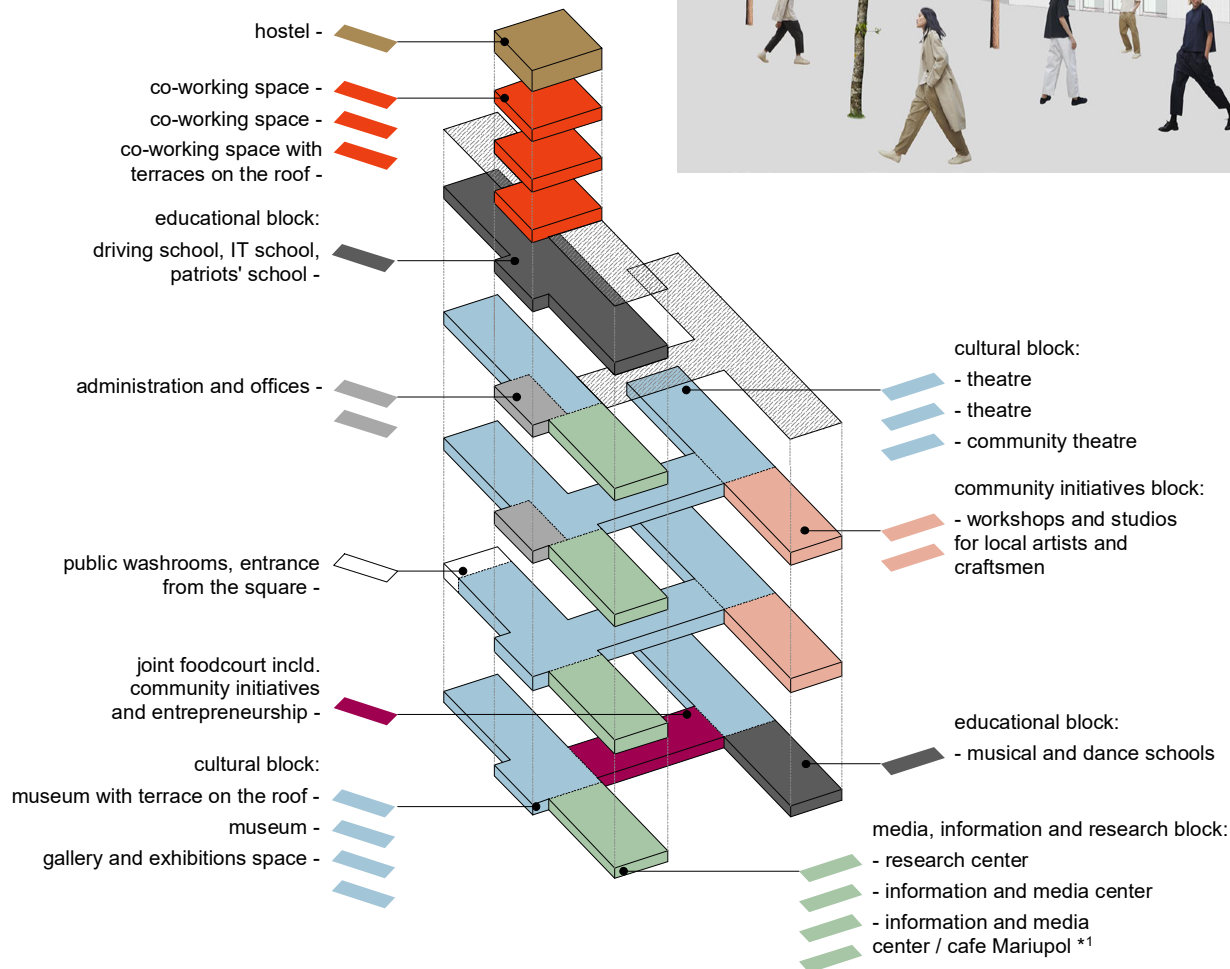 hostel -
co-working space -
co-working space -
co-working space with
terraces on the roof -
educational block:
driving school, IT school,
patriots' school -
administration and offices -
public washrooms, entrance
from the square -
joint foodcourt incld.
community initiatives
and entrepreneurship -
cultural block:
museum with terrace on the roof -
museum -
gallery and exhibitions space -
cultural block:
- theatre
- theatre
- community theatre
community initiatives block:
- workshops and studios
for local artists and
craftsmen
educational block:
- musical and dance schools
media, information and research block:
- research center
- information and media center
- information and media
center / cafe Mariupol *¹